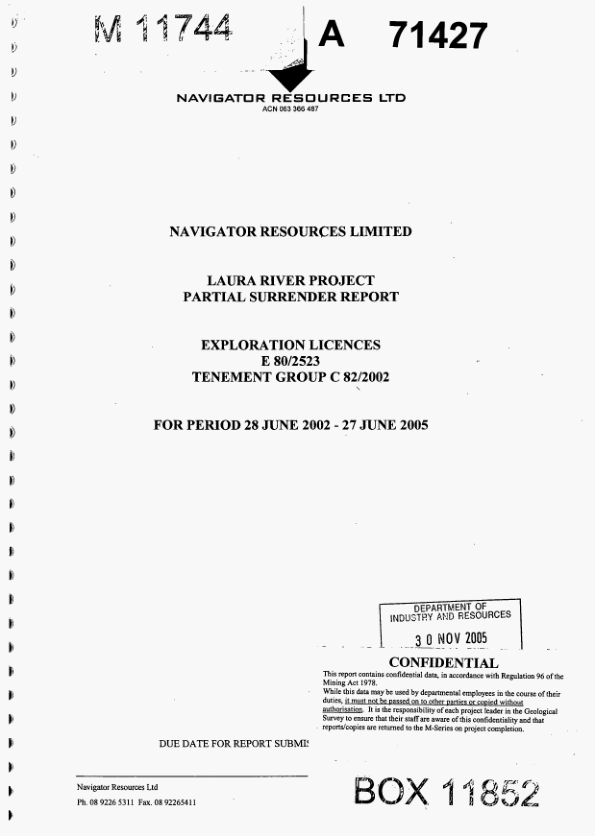 M 11744
A 71427
NAVIGATOR RESOURCES LTD
ACN 063 366 487
NAVIGATOR RESOURCES LIMITED
LAURA RIVER PROJECT
PARTIAL SURRENDER REPORT
EXPLORATION LICENCES
E 80/2523
TENEMENT GROUP C 82/2002
FOR PERIOD 28 JUNE 2002 - 27 JUNE 2005
DEPARTMENT OF
INDUSTRY AND RESOURCES
30 NOV 2005
CONFIDENTIAL
This report contains confidential data, in accordance with Regulation 96 of the
Mining Act 1978.
While this data may be used by departmental employees in the course of their
duties, it must not be passed on to other parties or copied without
authorisation. It is the responsibility of each project leader in the Geological
Survey to ensure that their staff are aware of this confidentiality and that
reports/copies are returned to the M-Series on project completion.
DUE DATE FOR REPORT SUBMIS
Navigator Resources Ltd
Ph. 08 9226 5311 Fax. 08 92265411
BOX 11852